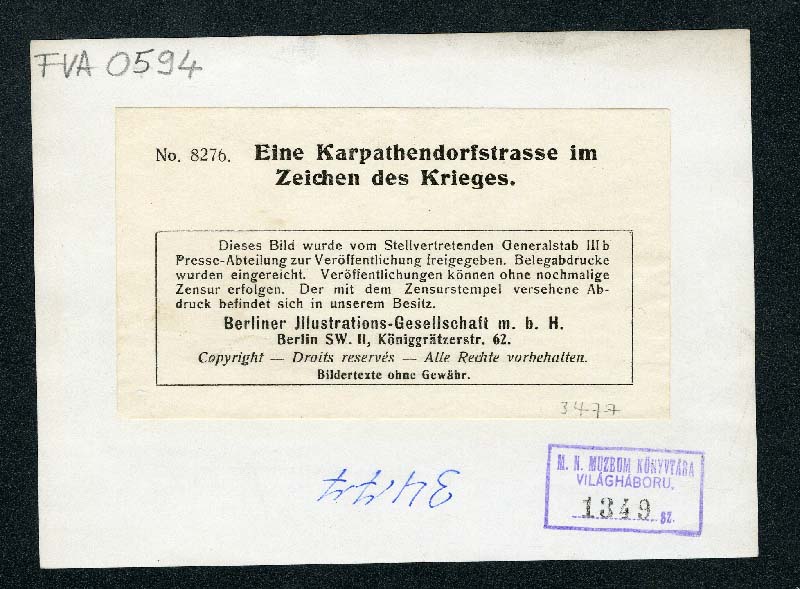 FVA 0594
No. 8276. Eine Karpathendorfstrasse im
Zeichen des Krieges.
Dieses Bild wurde vom Stellvertretenden Generalstab III b
Presse-Abteilung zur Veröffentlichung freigegeben. Belegabdrucke
wurden eingereicht. Veröffentlichungen können ohne nochmalige
Zensur erfolgen. Der mit dem Zensurstempel versehene Ab-
druck befindet sich in unserem Besitz.
Berliner Jllustrations-Gesellschaft m. b. H.
Berlin SW. II, Königgrätzerstr. 62.
Copyright — Droits reservés — Alle Rechte vorbehalten.
Bildertexte ohne Gewähr.
3477
M. N. MUZEUM KÖNYVTÁRA
VILÁGHÁBORU.
1349 SZ.